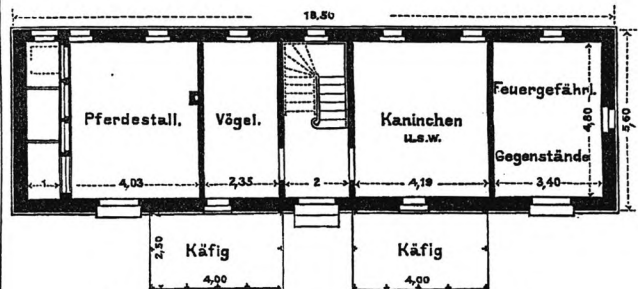 18,50
Pferdestall.
Vögel.
Kaninchen
u.s.w.
Feuergefährl.
Gegenstände
4,80
5,60
1
4,03
2,35
2
4,19
3,40
2,50
Käfig
4,00
Käfig
4,00